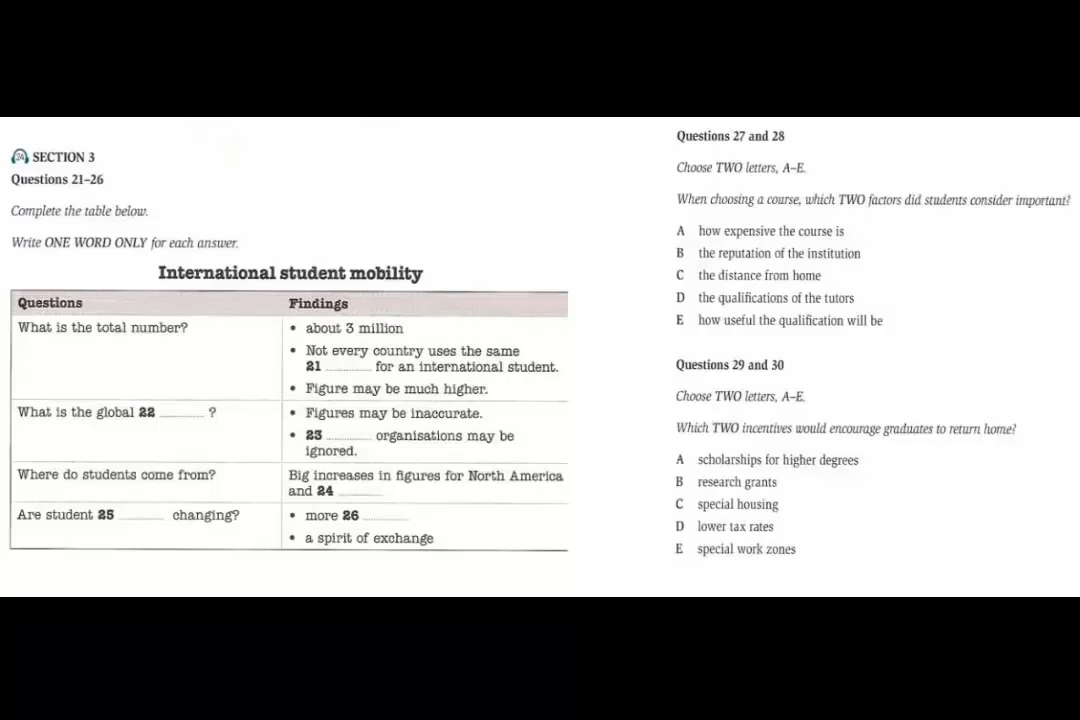 24 SECTION 3
Questions 21–26
Complete the table below.
Write ONE WORD ONLY for each answer.
International student mobility
Questions Findings
What is the total number? • about 3 million
• Not every country uses the same
21 .............. for an international student.
• Figure may be much higher.
What is the global 22 .............. ? • Figures may be inaccurate.
• 23 .............. organisations may be
ignored.
Where do students come from? Big increases in figures for North America
and 24 ..............
Are student 25 .............. changing? • more 26 ..............
• a spirit of exchange
Questions 27 and 28
Choose TWO letters, A–E.
When choosing a course, which TWO factors did students consider important?
A how expensive the course is
B the reputation of the institution
C the distance from home
D the qualifications of the tutors
E how useful the qualification will be
Questions 29 and 30
Choose TWO letters, A–E.
Which TWO incentives would encourage graduates to return home?
A scholarships for higher degrees
B research grants
C special housing
D lower tax rates
E special work zones